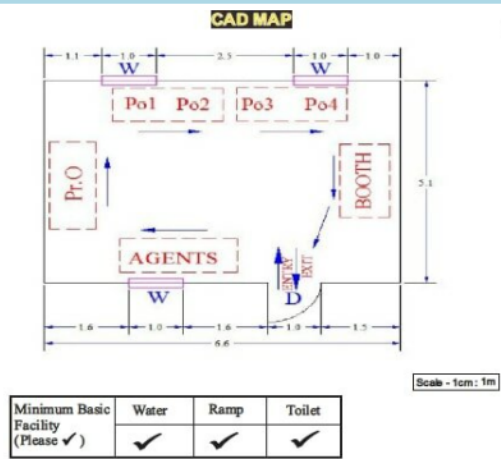 CAD MAP
1.1 1.0 2.5 1.0 1.0
W W
Po1 Po2 Po3 Po4
Pr.O
BOOTH
5.1
AGENTS
ENTRY
EXIT
W
D
1.6 1.0 1.6 1.0 1.5
6.6
Scale - 1cm : 1m
Minimum Basic Facility (Please ✓) Water Ramp Toilet
✓ ✓ ✓